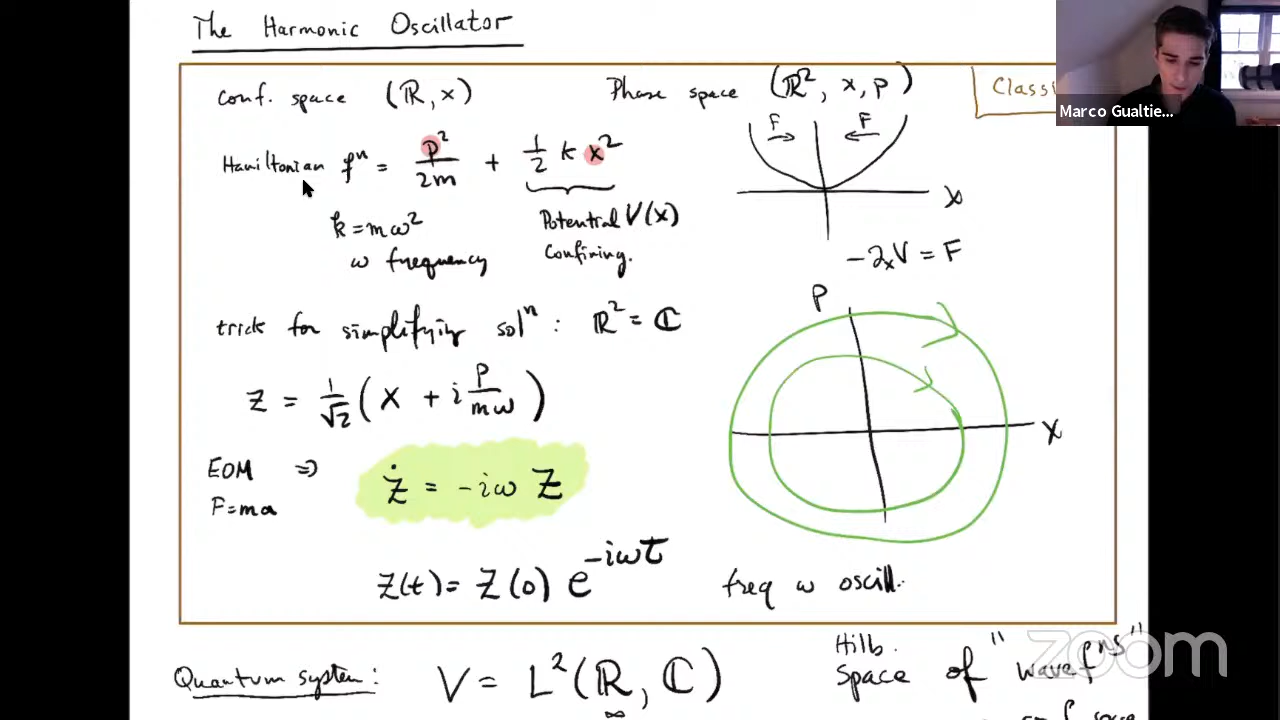 The Harmonic Oscillator
Conf. space (ℝ, x)
Phase space (ℝ², x, p)
Class
Marco Gualtie...
Hamiltonian fⁿ = p²/2m + 1/2 k x²
F F
x
k = mω²
ω frequency
Potential V(x)
Confining.
-∂ₓV = F
trick for simplifying solⁿ : ℝ² = ℂ
P
x
z = 1/√2 (x + i p/mω)
EOM ⇒
F=ma
ż = -iω z
z(t) = z(0) e^{-iωt}
freq ω oscill.
Quantum system: V = L²(ℝ, ℂ)
Hilb.
Space of "wavefⁿˢ"
zoom